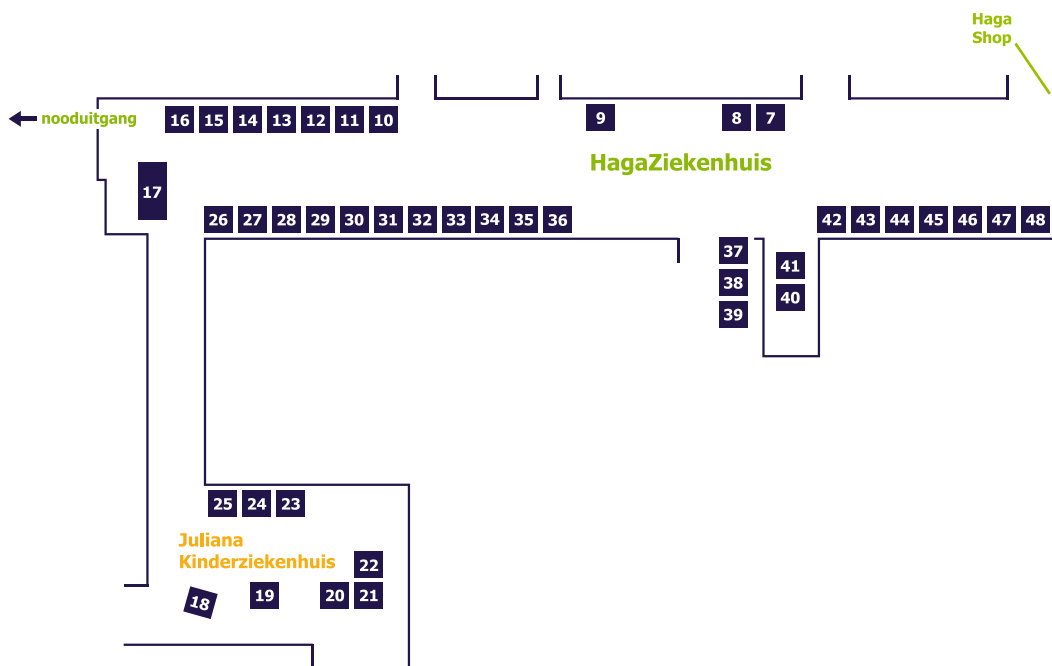 Haga
Shop
nooduitgang
16 15 14 13 12 11 10
9
8 7
HagaZiekenhuis
17
26 27 28 29 30 31 32 33 34 35 36
42 43 44 45 46 47 48
37
38
39
41
40
25 24 23
Juliana
Kinderziekenhuis
22
18
19
20 21